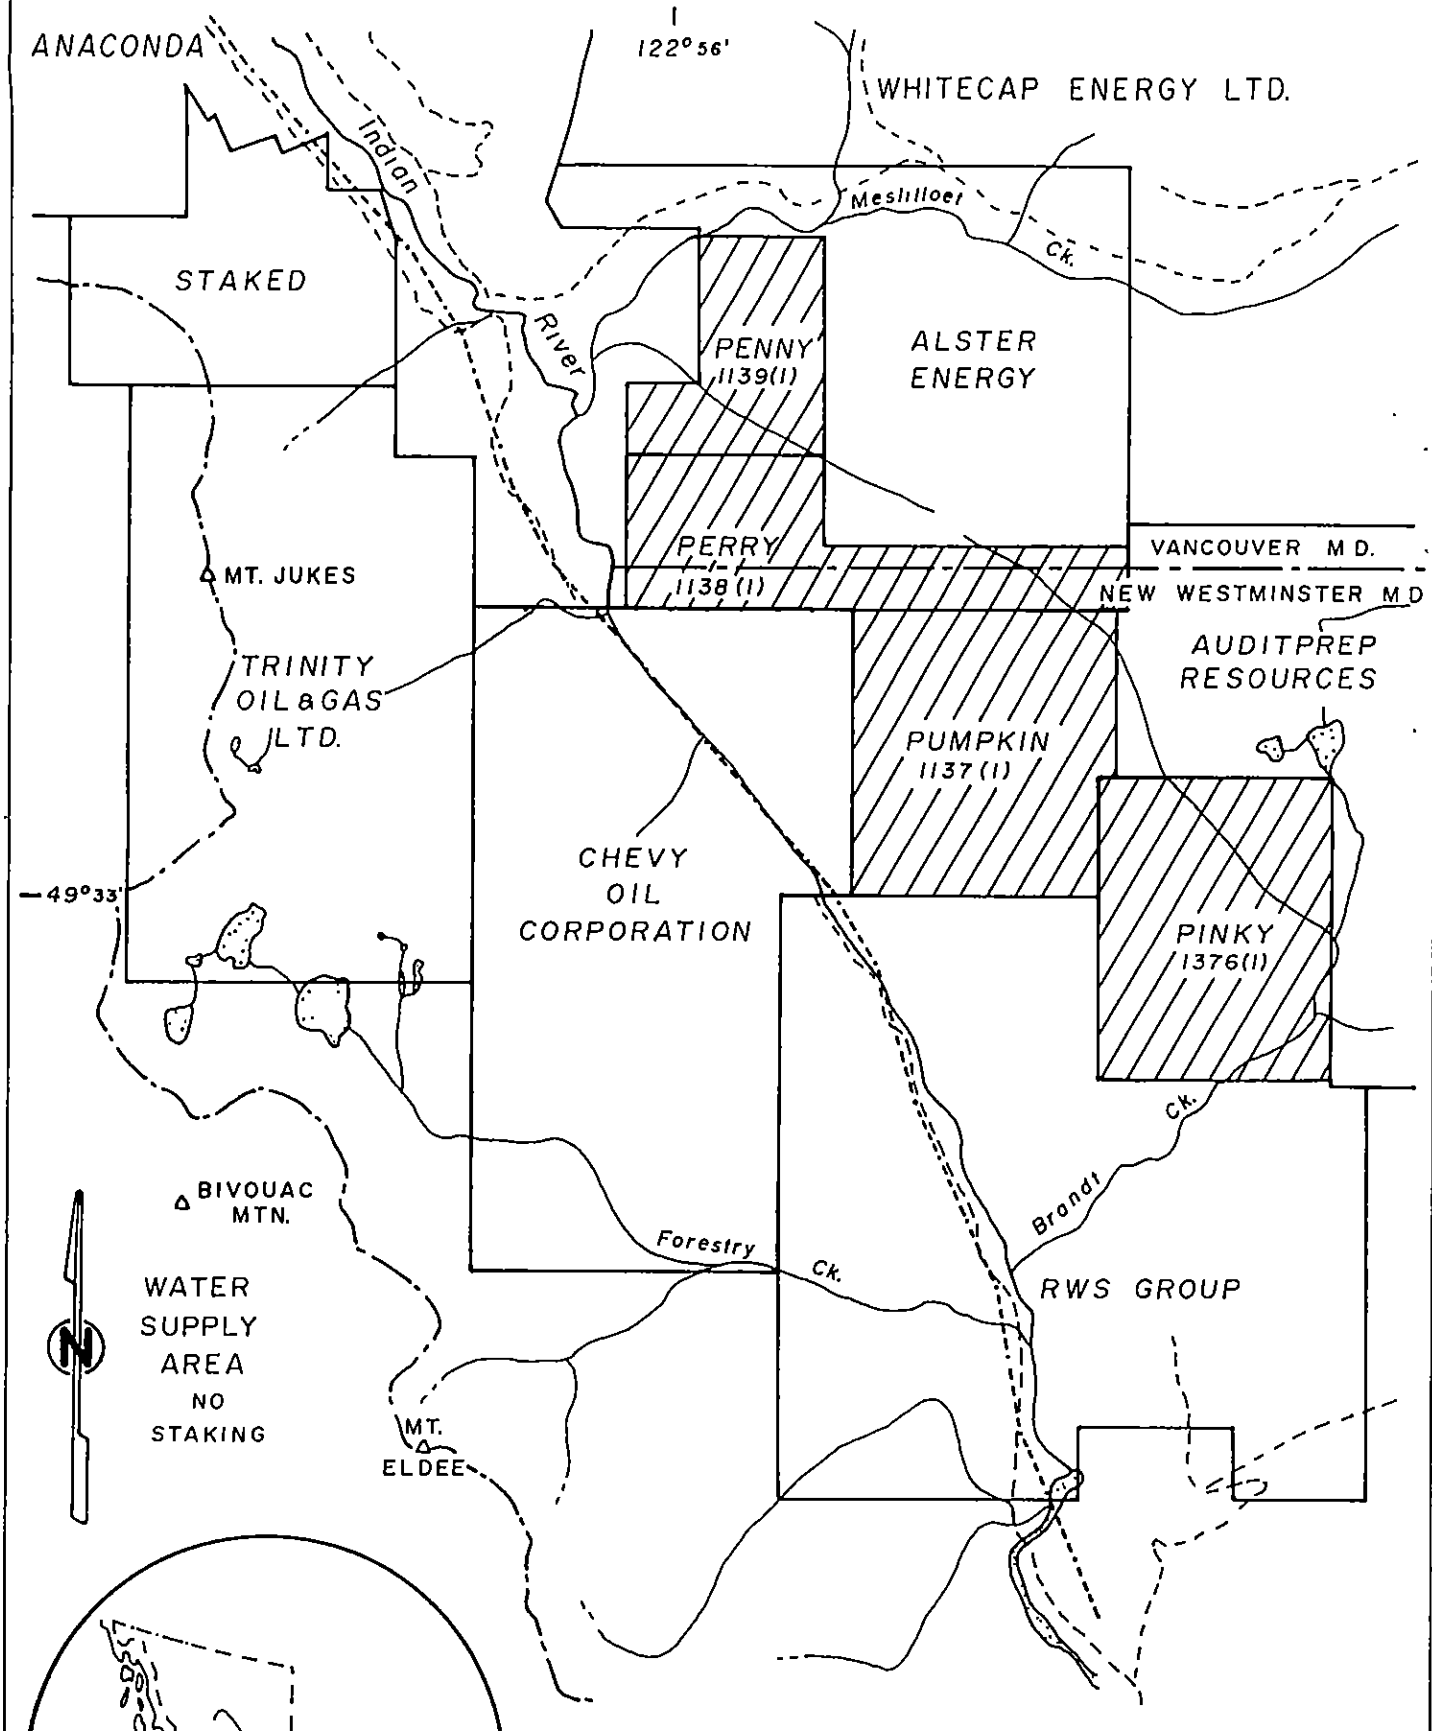 122° 56'
ANACONDA
WHITECAP ENERGY LTD.
Indian
River
Meslilloet
Ck.
STAKED
PENNY
1139(1)
ALSTER
ENERGY
PERRY
1138(1)
VANCOUVER M D.
NEW WESTMINSTER M D
MT. JUKES
AUDITPREP
RESOURCES
TRINITY
OIL & GAS
LTD.
PUMPKIN
1137(1)
CHEVY
OIL
CORPORATION
49° 33'
PINKY
1376(1)
Ck.
Brandt
BIVOUAC
MTN.
Forestry
Ck.
RWS GROUP
WATER
SUPPLY
AREA
NO
STAKING
N
MT.
ELDEE